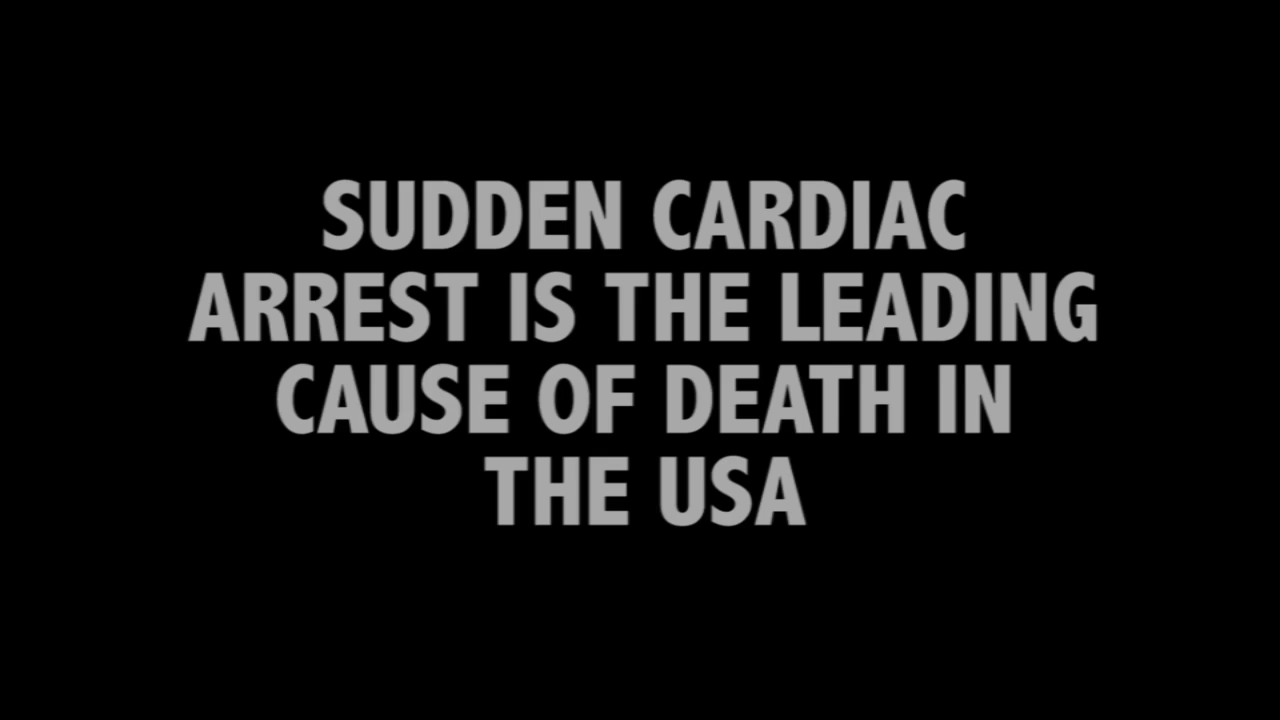 SUDDEN CARDIAC
ARREST IS THE LEADING
CAUSE OF DEATH IN
THE USA